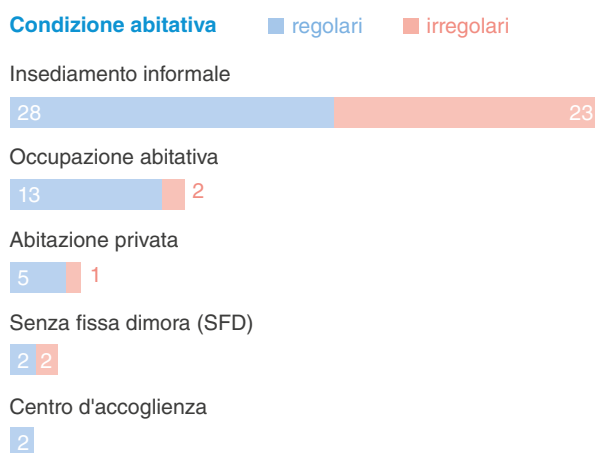 Condizione abitativa regolari irregolari
Insediamento informale
28 23
Occupazione abitativa
13 2
Abitazione privata
5 1
Senza fissa dimora (SFD)
2 2
Centro d'accoglienza
2